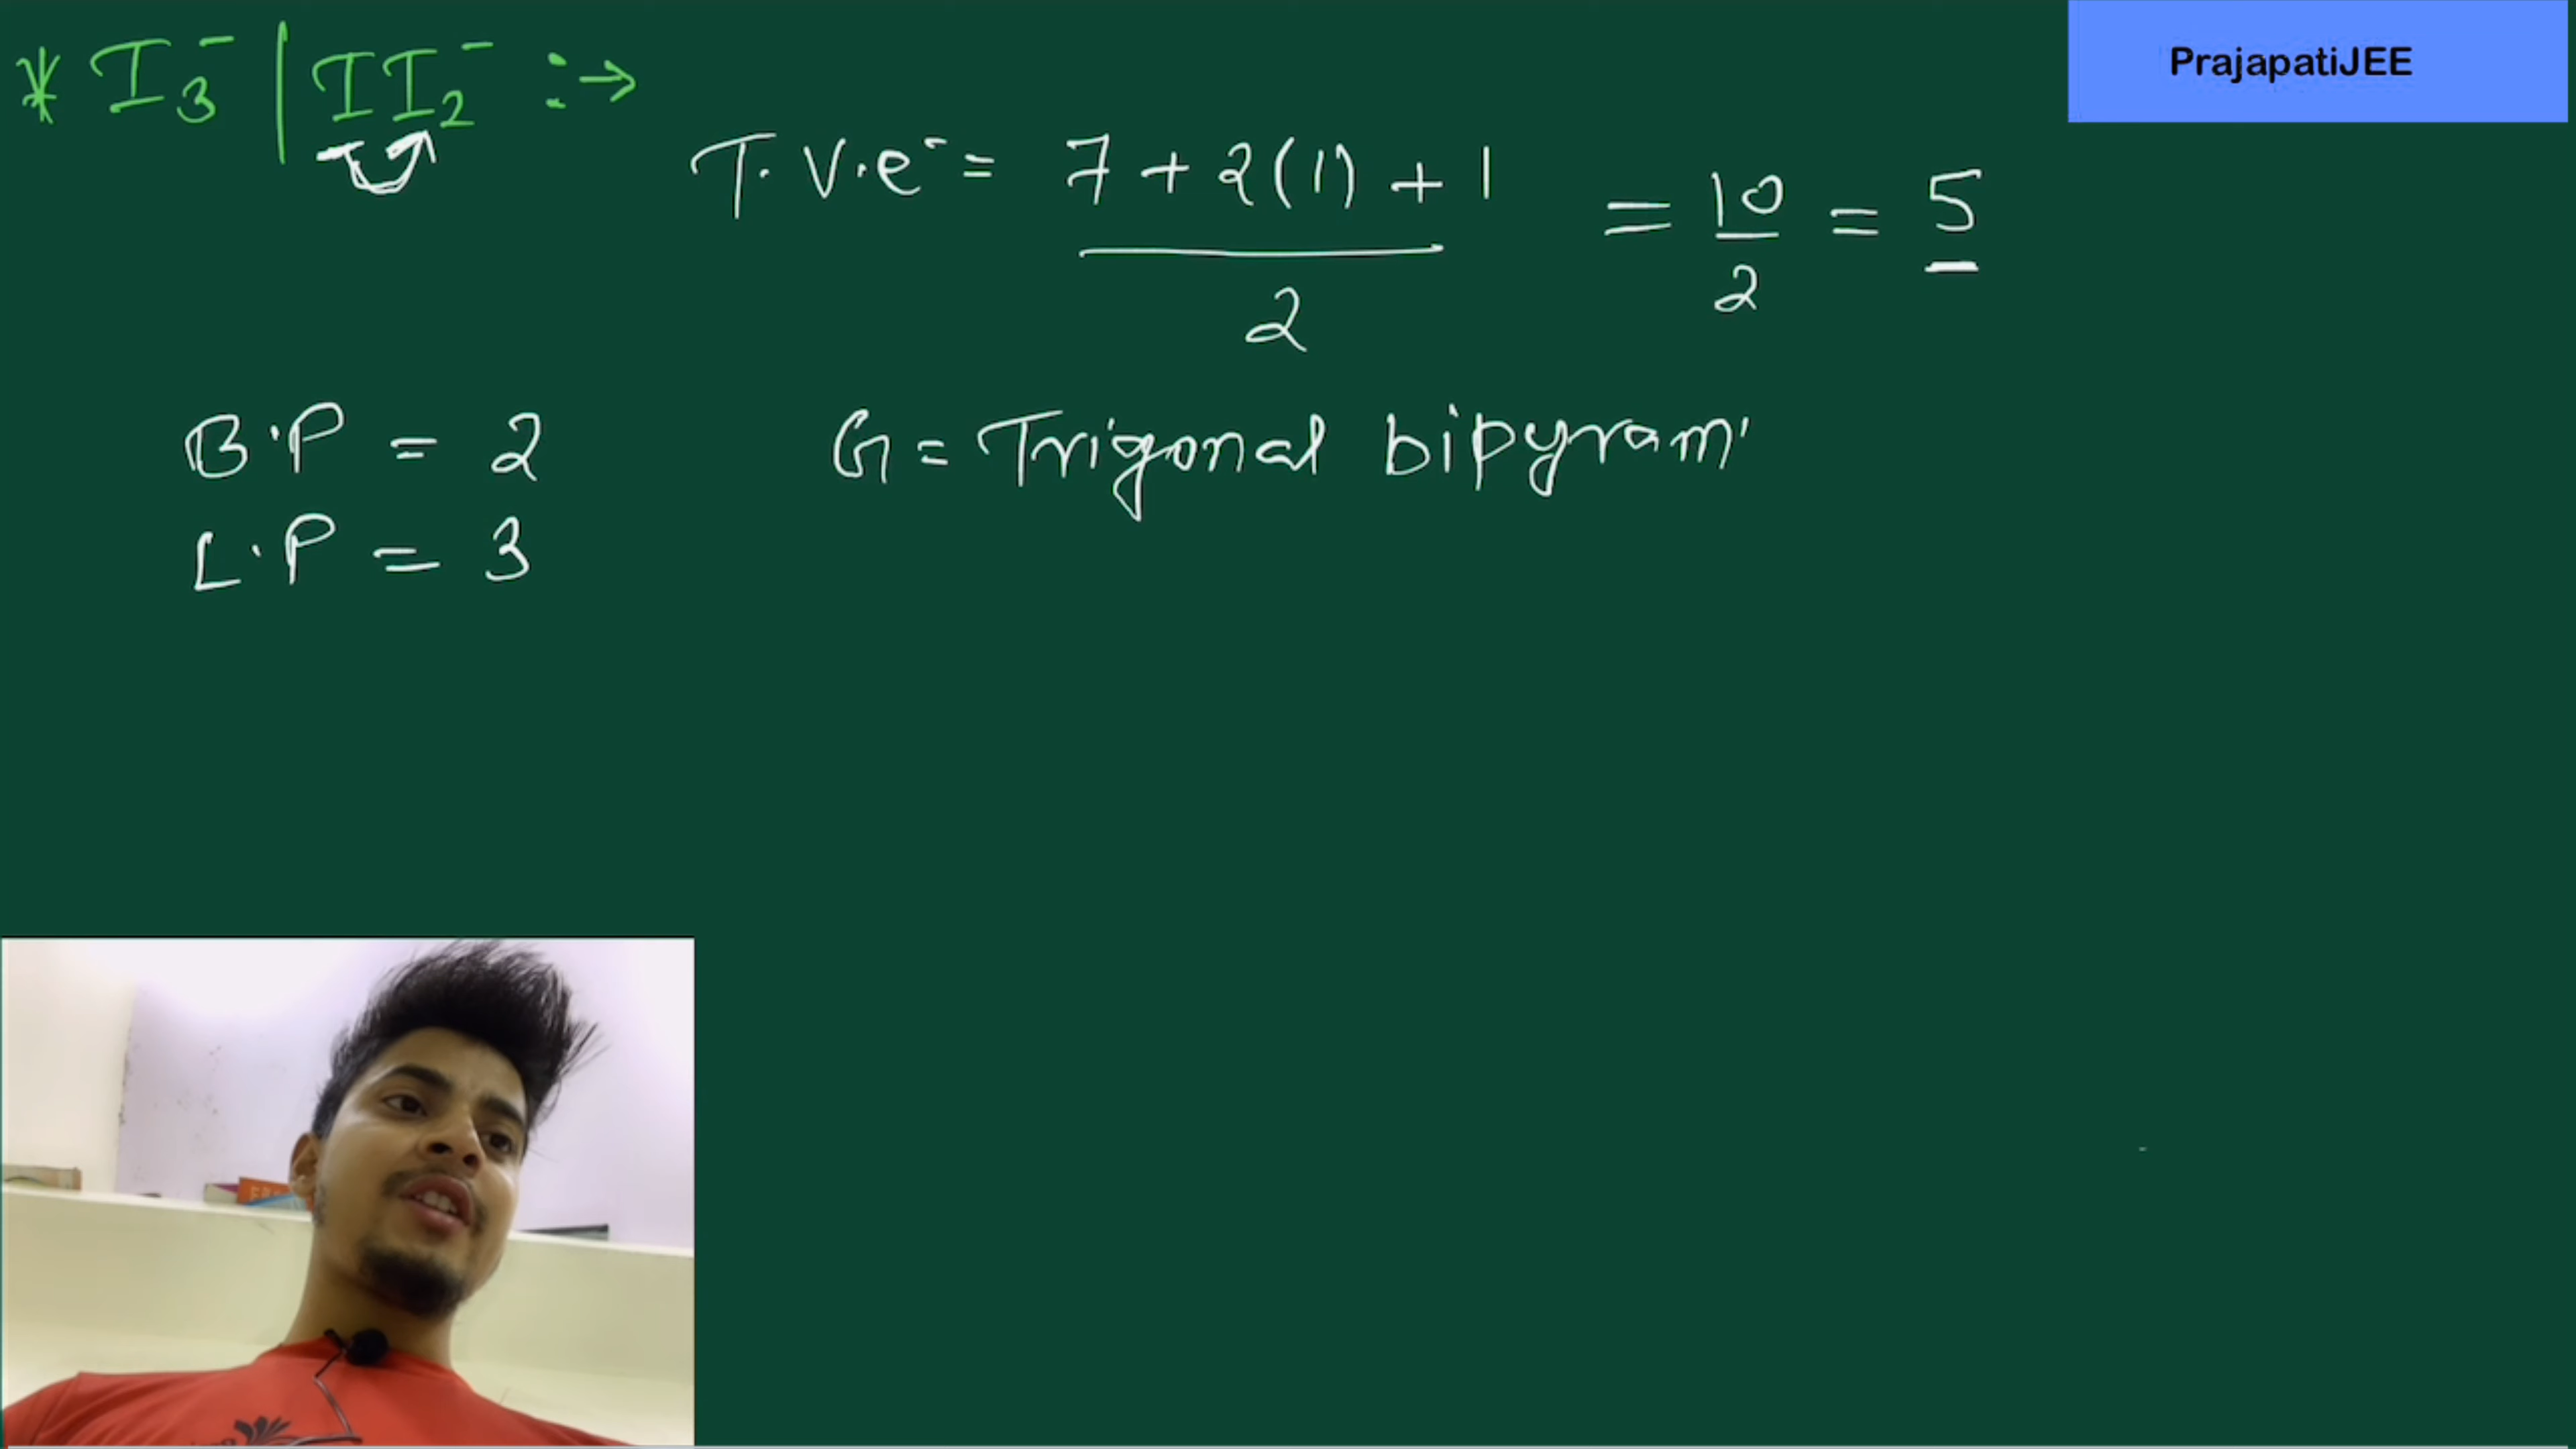 * I₃⁻ | II₂⁻ :→
PrajapatiJEE
T.V.e⁻ = 7 + 2(1) + 1 / 2 = 10/2 = 5
B.P = 2
G = Trigonal bipyram
L.P = 3